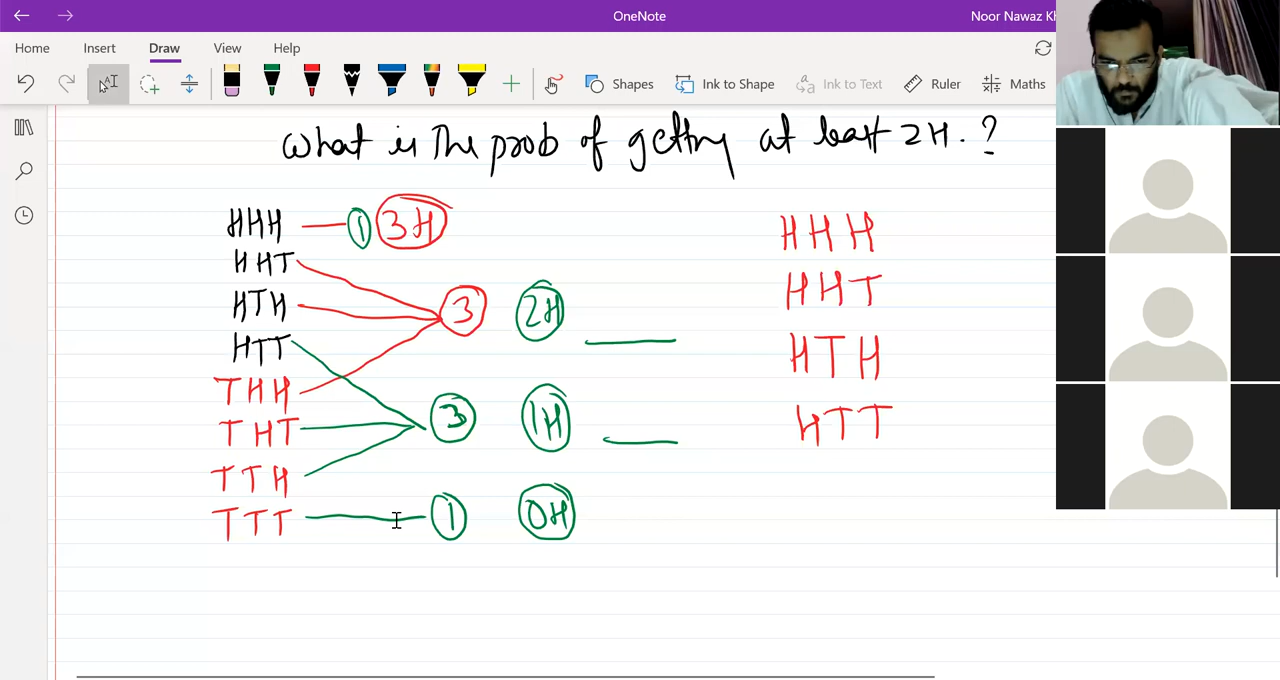 OneNote
Noor Nawaz Kh
Home Insert Draw View Help
Shapes Ink to Shape Ink to Text Ruler Maths
What is the prob of getting at least 2H. ?
HHH 1 3H
HHT
HTH 3 2H
HTT
THH
THT 3 1H
TTH
TTT 1 0H
HHH
HHT
HTH
HTT